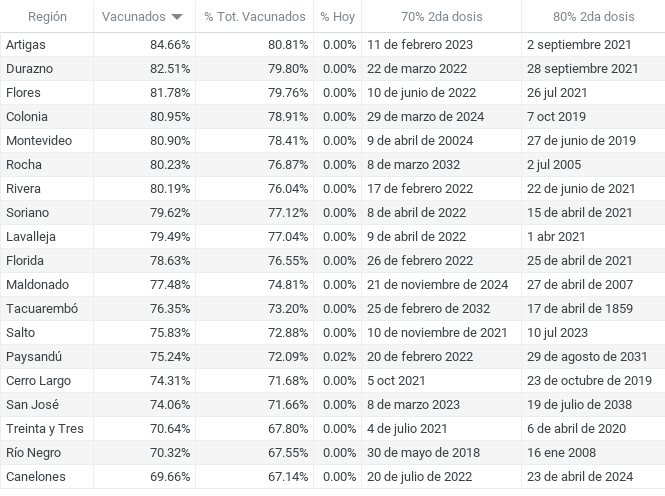 Región Vacunados % Tot. Vacunados % Hoy 70% 2da dosis 80% 2da dosis
Artigas 84.66% 80.81% 0.00% 11 de febrero 2023 2 septiembre 2021
Durazno 82.51% 79.80% 0.00% 22 de marzo 2022 28 septiembre 2021
Flores 81.78% 79.76% 0.00% 10 de junio de 2022 26 jul 2021
Colonia 80.95% 78.91% 0.00% 29 de marzo de 2024 7 oct 2019
Montevideo 80.90% 78.41% 0.00% 9 de abril de 20024 27 de junio de 2019
Rocha 80.23% 76.87% 0.00% 8 de marzo 2032 2 jul 2005
Rivera 80.19% 76.04% 0.00% 17 de febrero 2022 22 de junio de 2021
Soriano 79.62% 77.12% 0.00% 8 de abril de 2022 15 de abril de 2021
Lavalleja 79.49% 77.04% 0.00% 9 de abril de 2022 1 abr 2021
Florida 78.63% 76.55% 0.00% 26 de febrero 2022 25 de abril de 2021
Maldonado 77.48% 74.81% 0.00% 21 de noviembre de 2024 27 de abril de 2007
Tacuarembó 76.35% 73.20% 0.00% 25 de febrero de 2032 17 de abril de 1859
Salto 75.83% 72.88% 0.00% 10 de noviembre de 2021 10 jul 2023
Paysandú 75.24% 72.09% 0.02% 20 de febrero 2022 29 de agosto de 2031
Cerro Largo 74.31% 71.68% 0.00% 5 oct 2021 23 de octubre de 2019
San José 74.06% 71.66% 0.00% 8 de marzo 2023 19 de julio de 2038
Treinta y Tres 70.64% 67.80% 0.00% 4 de julio 2021 6 de abril de 2020
Río Negro 70.32% 67.55% 0.00% 30 de mayo de 2018 16 ene 2008
Canelones 69.66% 67.14% 0.00% 20 de julio de 2022 23 de abril de 2024